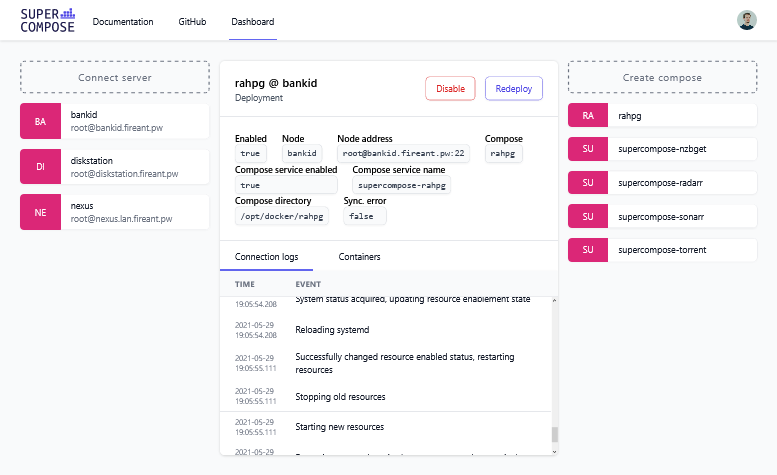 SUPER
COMPOSE
Documentation
GitHub
Dashboard
Connect server
BA
bankid
root@bankid.fireant.pw
DI
diskstation
root@diskstation.fireant.pw
NE
nexus
root@nexus.lan.fireant.pw
rahpg @ bankid
Deployment
Disable
Redeploy
Enabled Node Node address Compose
true bankid root@bankid.fireant.pw:22 rahpg
Compose service enabled Compose service name
true supercompose-rahpg
Compose directory Sync. error
/opt/docker/rahpg false
Connection logs Containers
TIME EVENT
19:05:54.208 System status acquired, updating resource enablement state
2021-05-29
19:05:54.208 Reloading systemd
2021-05-29
19:05:55.111 Successfully changed resource enabled status, restarting
resources
2021-05-29
19:05:55.111 Stopping old resources
2021-05-29
19:05:55.111 Starting new resources
2021-05-29
Create compose
RA rahpg
SU supercompose-nzbget
SU supercompose-radarr
SU supercompose-sonarr
SU supercompose-torrent